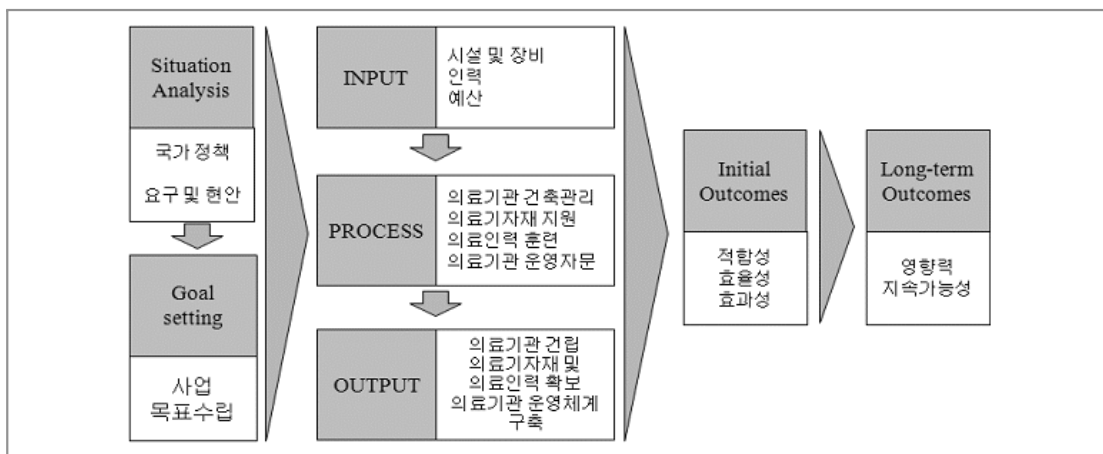 Situation
Analysis
국가 정책
요구 및 현안
Goal
setting
사업
목표수립
INPUT
시설 및 장비
인력
예산
PROCESS
의료기관 건축관리
의료기자재 지원
의료인력 훈련
의료기관 운영자문
OUTPUT
의료기관 건립
의료기자재 및
의료인력 확보
의료기관 운영체계
구축
Initial
Outcomes
적합성
효율성
효과성
Long-term
Outcomes
영향력
지속가능성